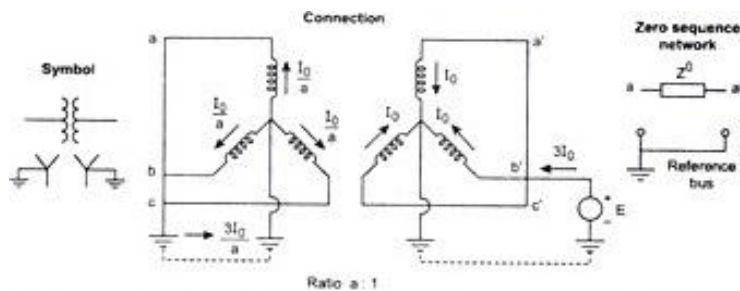 Connection
Zero sequence
network
Symbol
a
a'
I0
a
I0
Z0
a
a'
I0
a
I0
a
I0
I0
b
b'
3I0
c
c'
E
Reference
bus
3I0
a
Ratio a : 1